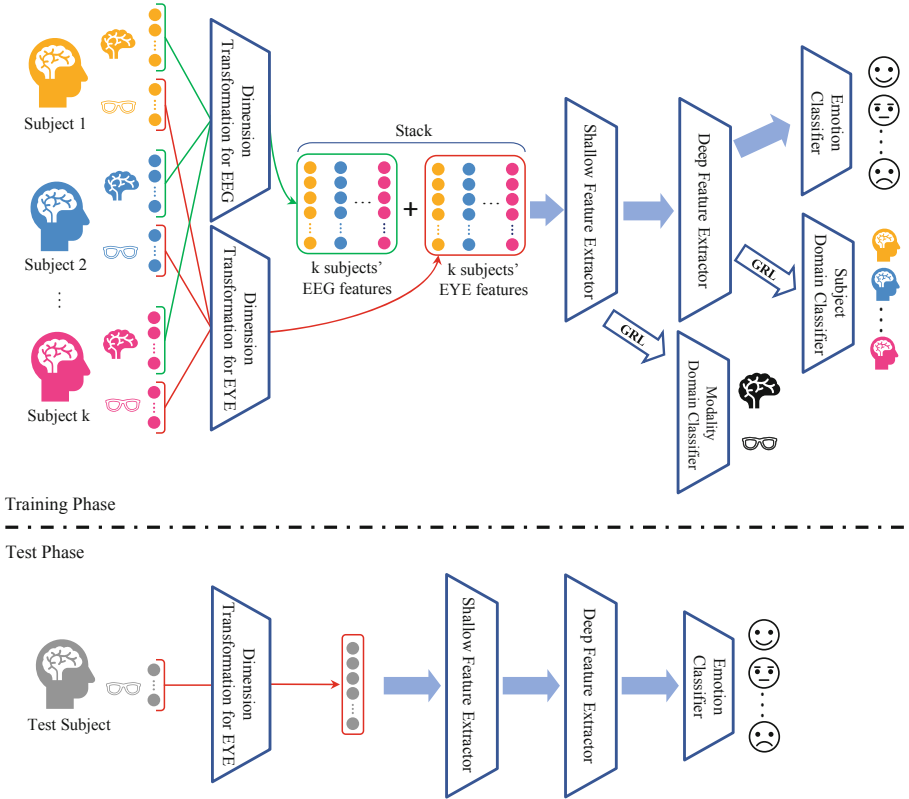 Subject 1
Subject 2
Subject k
Dimension
Transformation for EEG
Dimension
Transformation for EYE
Stack
+
k subjects'
EEG features
k subjects'
EYE features
Shallow Feature Extractor
Deep Feature Extractor
Emotion
Classifier
GRL
Subject
Domain Classifier
GRL
Modality
Domain Classifier
Training Phase
Test Phase
Test Subject
Dimension
Transformation for EYE
Shallow Feature Extractor
Deep Feature Extractor
Emotion
Classifier